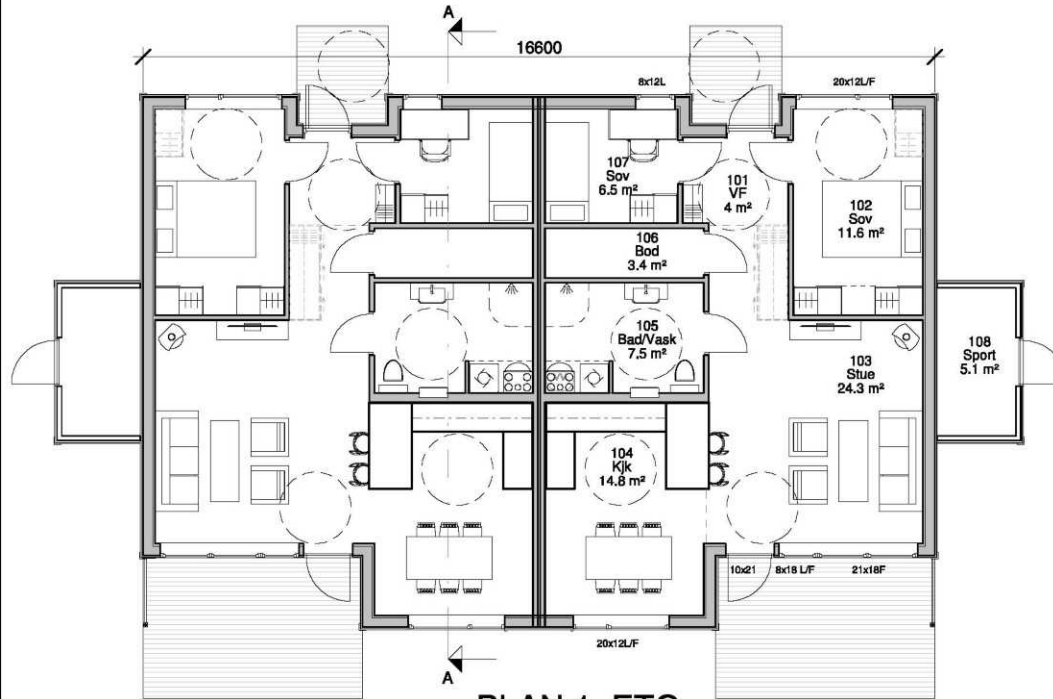 A
16600
8x12L
20x12L/F
107
Sov
6.5 m²
101
VF
4 m²
102
Sov
11.6 m²
106
Bod
3.4 m²
105
Bad/Vask
7.5 m²
103
Stue
24.3 m²
108
Sport
5.1 m²
104
Kjk
14.8 m²
10x21
8x18 L/F
21x18F
20x12L/F
A
PLAN 1. ETG